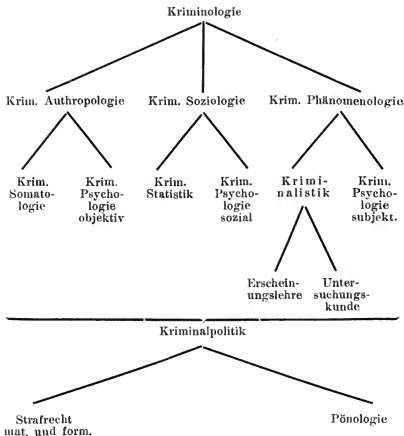 Kriminologie
Krim. Authropologie Krim. Soziologie Krim. Phänomenologie
Krim. Krim. Krim. Krim. Krimi- Krim.
Somato- Psycho- Statistik Psycho- nalistik Psycho-
logie logie logie logie
objektiv sozial subjekt.
Erschein- Unter-
ungslehre suchungs-
kunde
Kriminalpolitik
Strafrecht Pönologie
mat. und form.